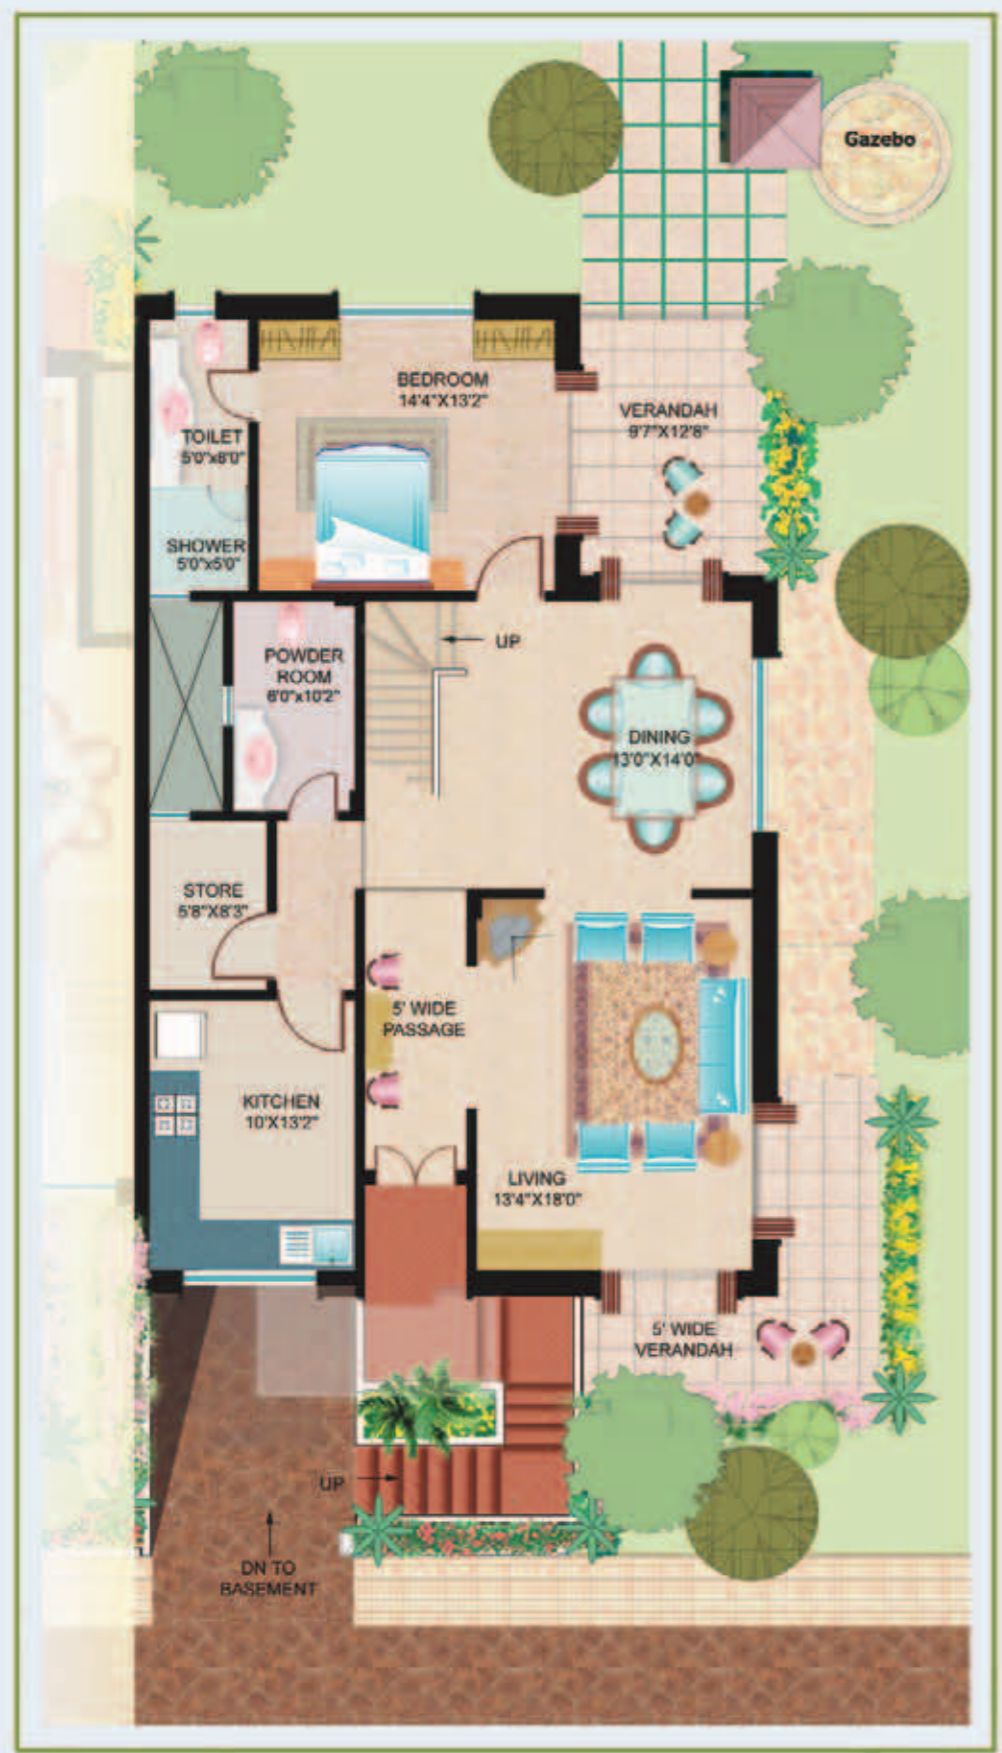 Gazebo
BEDROOM
14'4"X13'2"
VERANDAH
9'7"X12'8"
TOILET
5'0"x8'0"
SHOWER
5'0"x5'0"
UP
POWDER
ROOM
6'0"x10'2"
DINING
13'0"X14'0"
STORE
5'8"X8'3"
5' WIDE
PASSAGE
KITCHEN
10'X13'2"
LIVING
13'4"X18'0"
5' WIDE
VERANDAH
UP
DN TO
BASEMENT